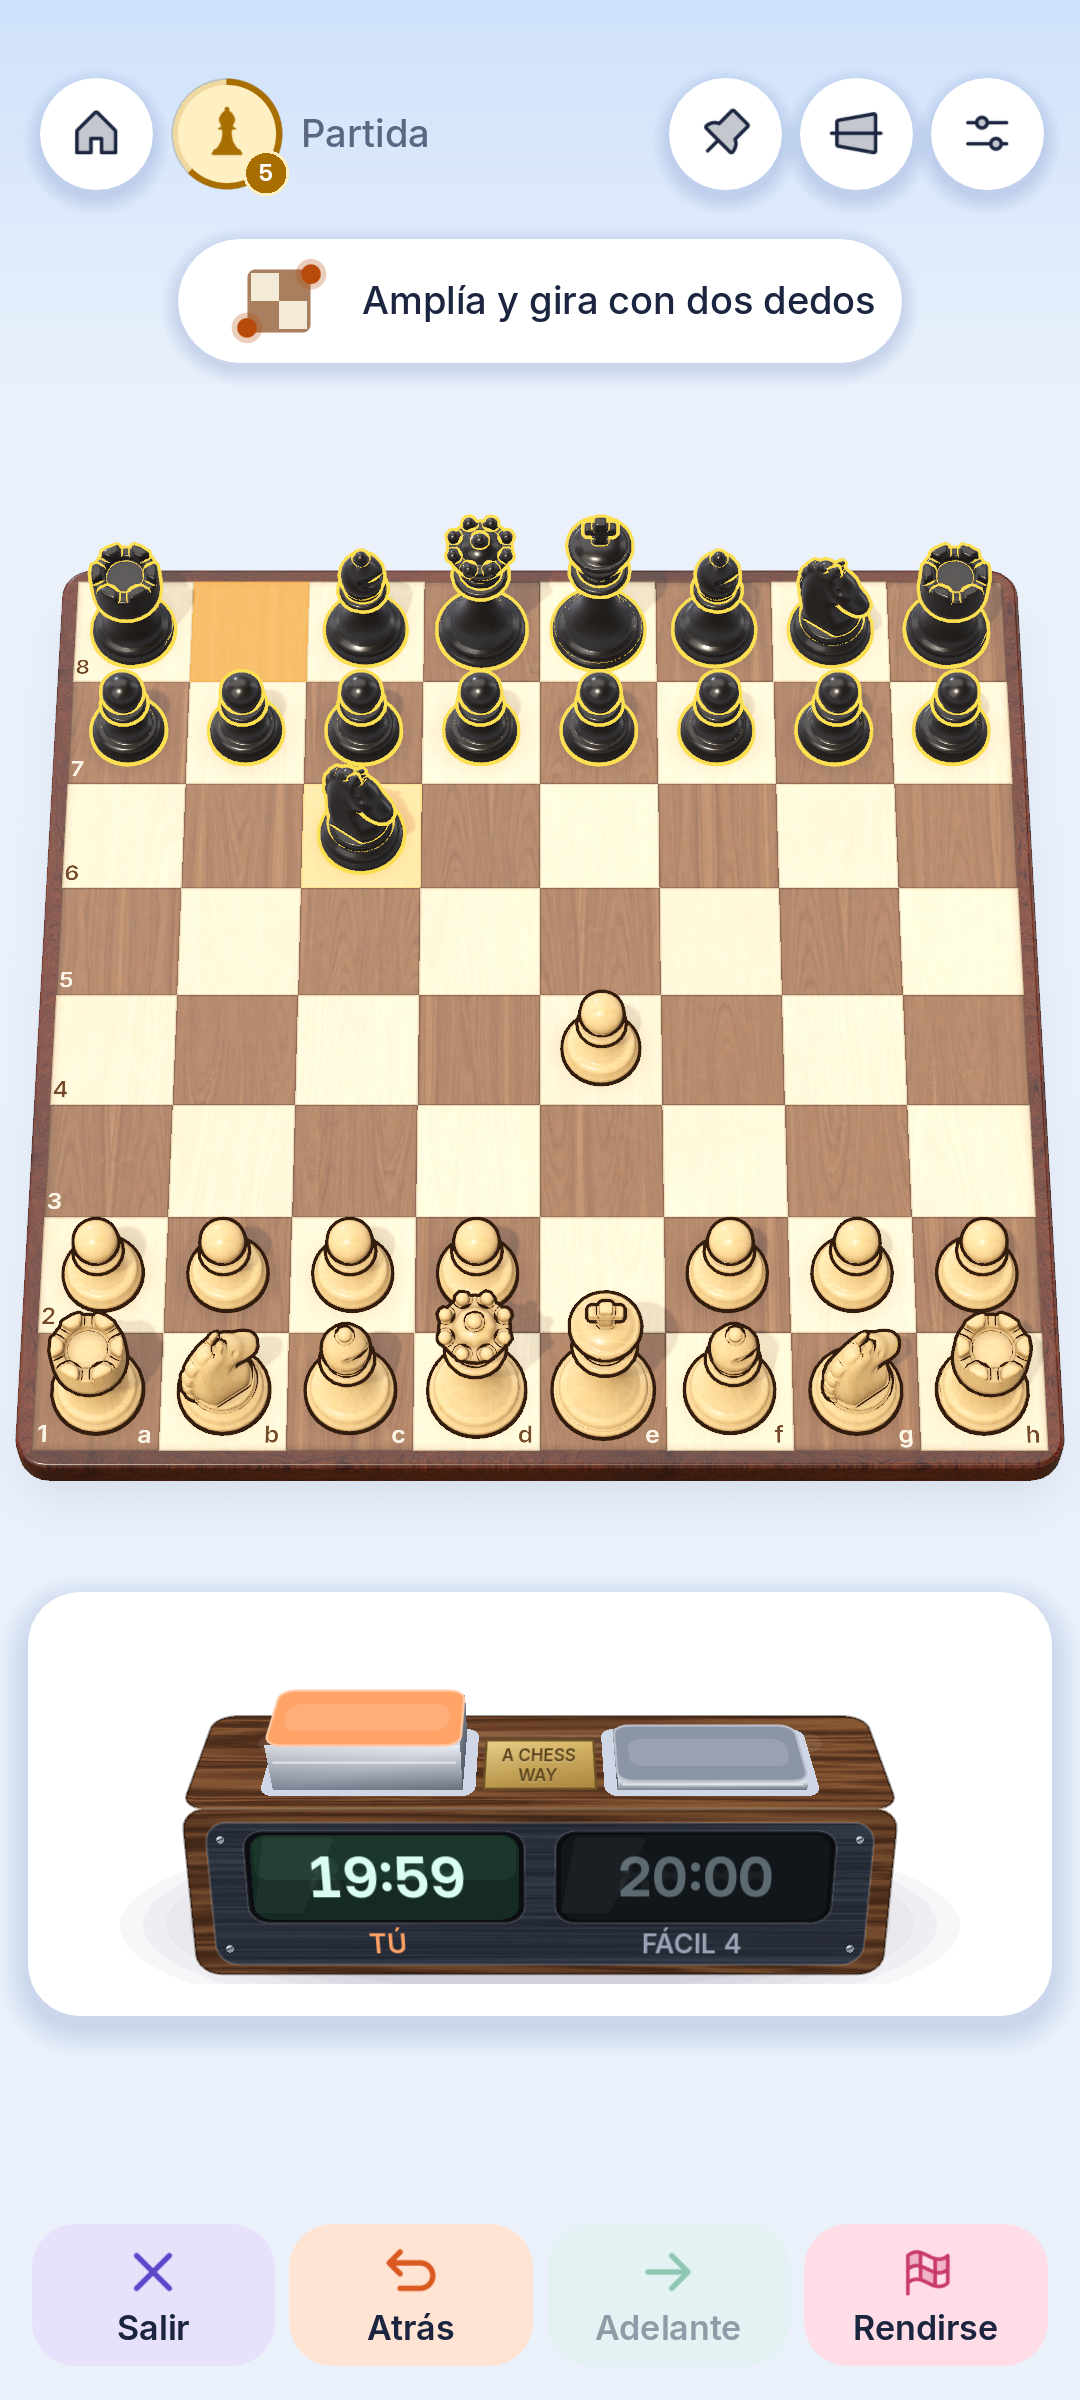 5
Partida
Amplía y gira con dos dedos
8
7
6
5
4
3
2
1 a b c d e f g h
A CHESS
WAY
19:59 20:00
TÚ FÁCIL 4
Salir Atrás Adelante Rendirse